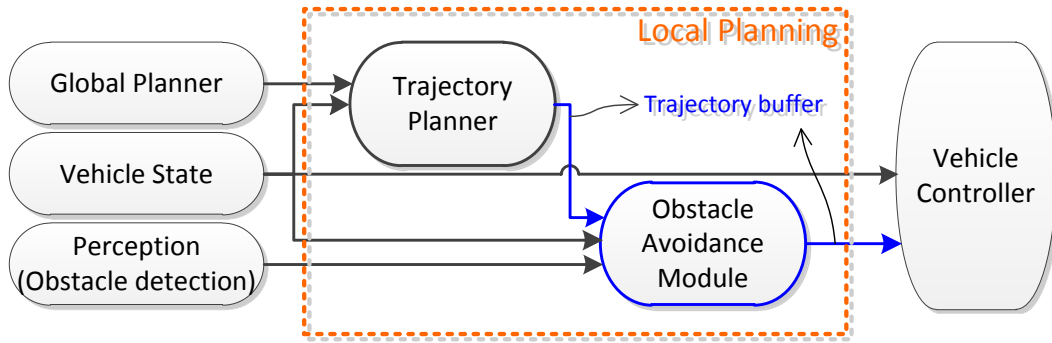 Local Planning
Global Planner
Trajectory
Planner
Trajectory buffer
Vehicle State
Vehicle
Controller
Perception
(Obstacle detection)
Obstacle
Avoidance
Module